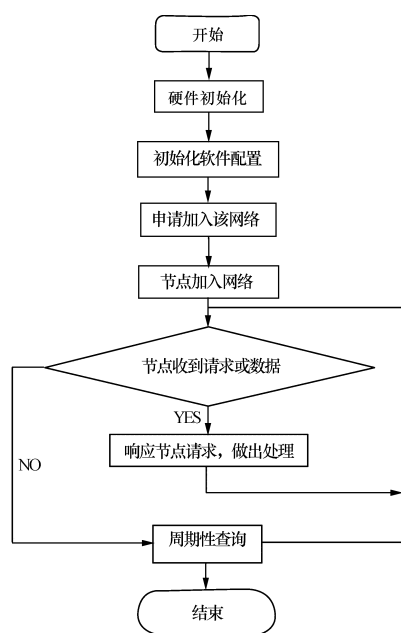 开始
硬件初始化
初始化软件配置
申请加入该网络
节点加入网络
节点收到请求或数据
YES
响应节点请求，做出处理
NO
周期性查询
结束